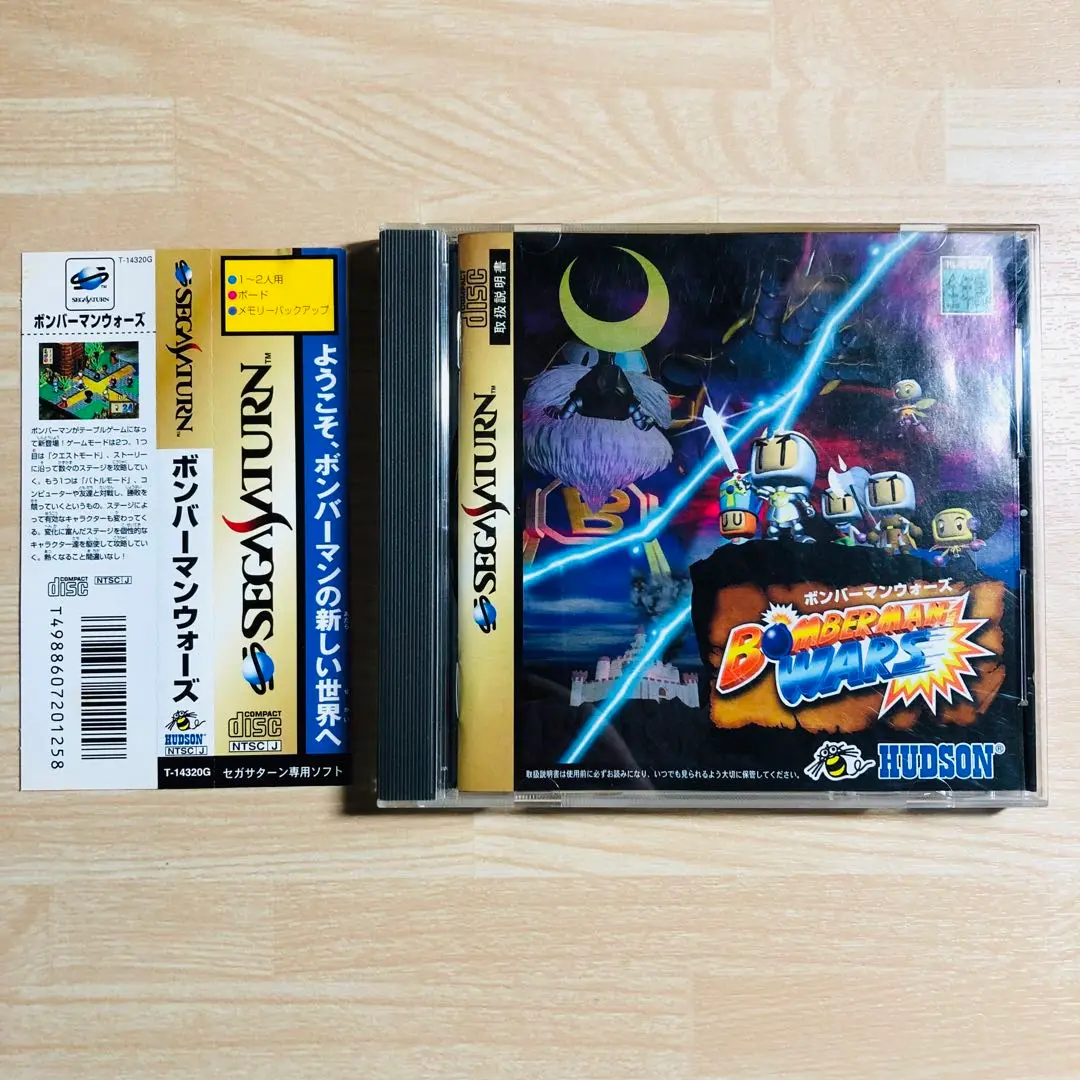 T-14320G
SEGASATURN
TM
ボンバーマンウォーズ
24
ボンバーマンがテーブルゲームになっ
て新登場！ゲームモードは2つ、1つ
目は「クエストモード」、ストーリー
に沿って数々のステージを攻略してい
く。もう1つは「バトルモード」、コ
ンピューターや友達と対戦し、勝敗を
競っていくというもの。ステージによ
って有効なキャラクターも変わってく
る。変化に富んだステージを個性的な
キャラクター達を駆使して攻略してい
く。熱くなること間違いなし！
COMPACT
disc
NTSC J
T4988607201258
SEGASATURN
TM
ボンバーマンウォーズ
HUDSON
NTSC J
T-14320G
1〜2人用
ボード
メモリーバックアップ
SEGASATURN
TM
COMPACT
disc
NTSC J
セガサターン専用ソフト
ようこそ、ボンバーマンの新しい世界へ
COMPACT
disc
取扱説明書
SEGASATURN
TM
ボンバーマンウォーズ
BOMBERMAN
WARS
HUDSON®
取扱説明書は使用前に必ずお読みになり、いつでも見られるよう大切に保管してください。